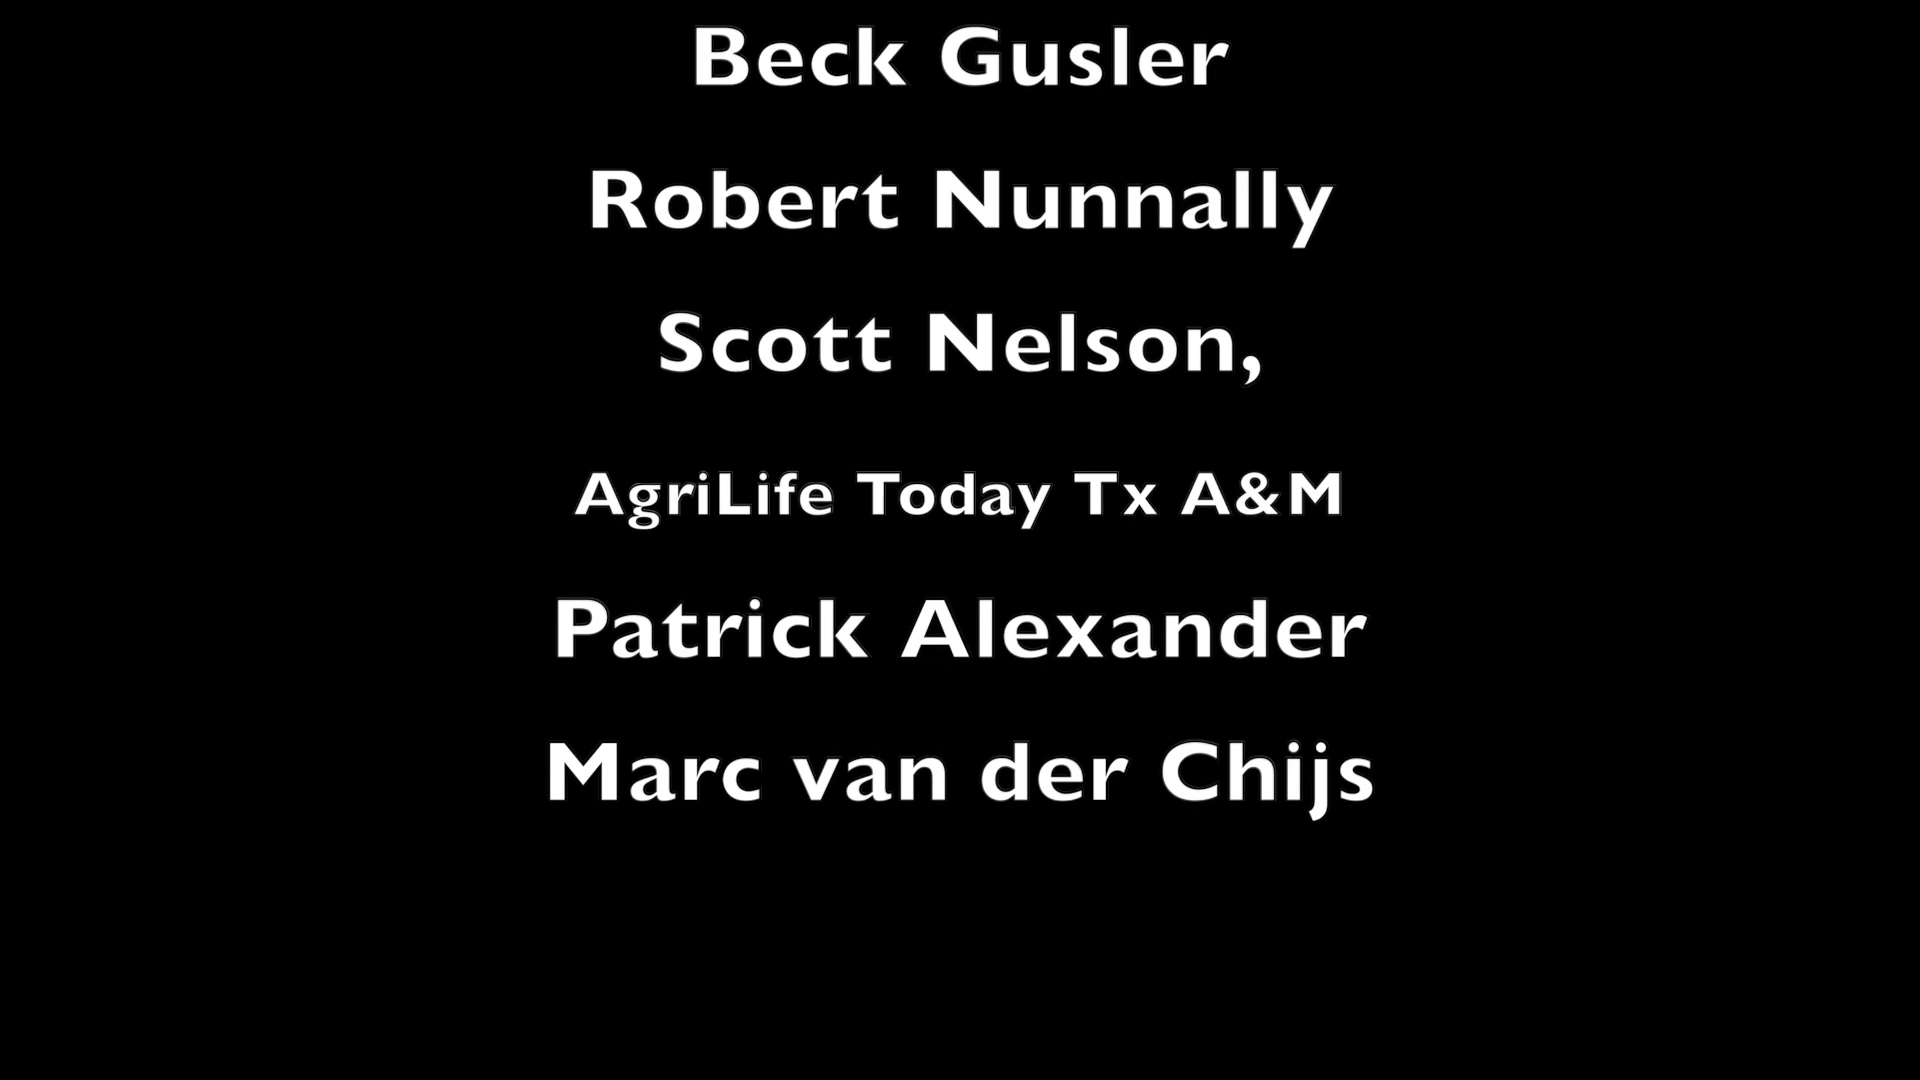 Beck Gusler
Robert Nunnally
Scott Nelson,
AgriLife Today Tx A&M
Patrick Alexander
Marc van der Chijs